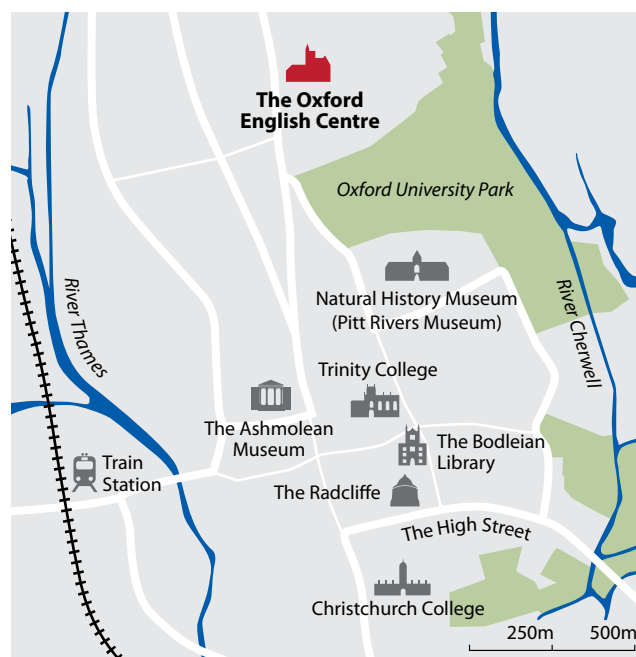 The Oxford
English Centre
Oxford University Park
River Thames
Natural History Museum
(Pitt Rivers Museum)
River Cherwell
Trinity College
The Ashmolean
Museum
The Bodleian
Library
Train
Station
The Radcliffe
The High Street
Christchurch College
250m
500m